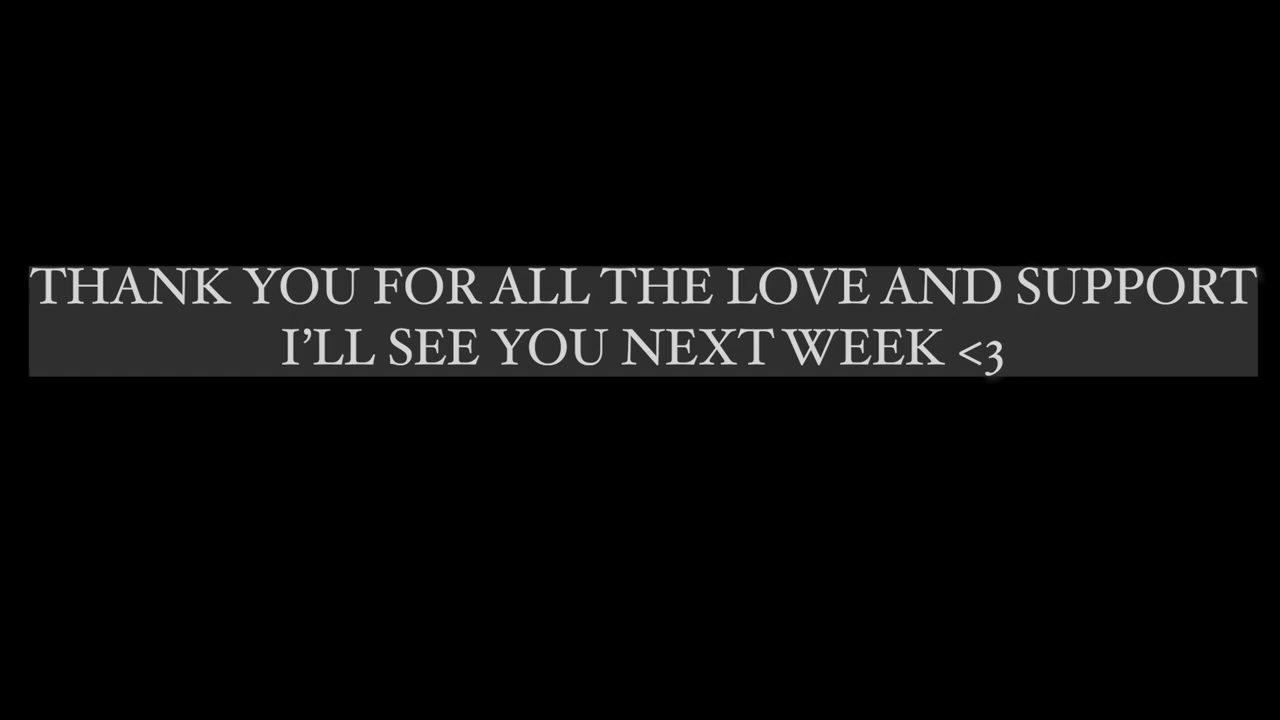 THANK YOU FOR ALL THE LOVE AND SUPPORT
I’LL SEE YOU NEXT WEEK <3